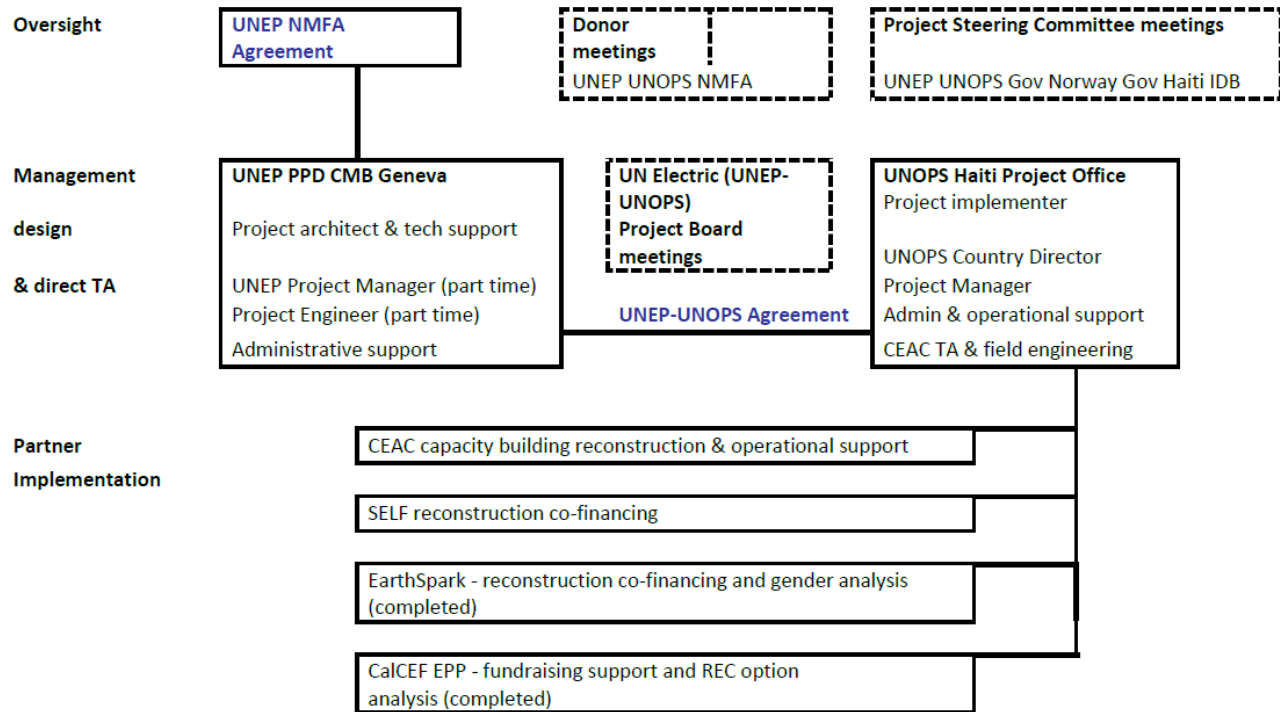 Oversight
UNEP NMFA
Agreement
Donor
meetings
UNEP UNOPS NMFA
Project Steering Committee meetings
UNEP UNOPS Gov Norway Gov Haiti IDB
Management
design
& direct TA
UNEP PPD CMB Geneva
Project architect & tech support
UNEP Project Manager (part time)
Project Engineer (part time)
Administrative support
UN Electric (UNEP-
UNOPS)
Project Board
meetings
UNEP-UNOPS Agreement
UNOPS Haiti Project Office
Project implementer
UNOPS Country Director
Project Manager
Admin & operational support
CEAC TA & field engineering
Partner
Implementation
CEAC capacity building reconstruction & operational support
SELF reconstruction co-financing
EarthSpark - reconstruction co-financing and gender analysis
(completed)
CalCEF EPP - fundraising support and REC option
analysis (completed)